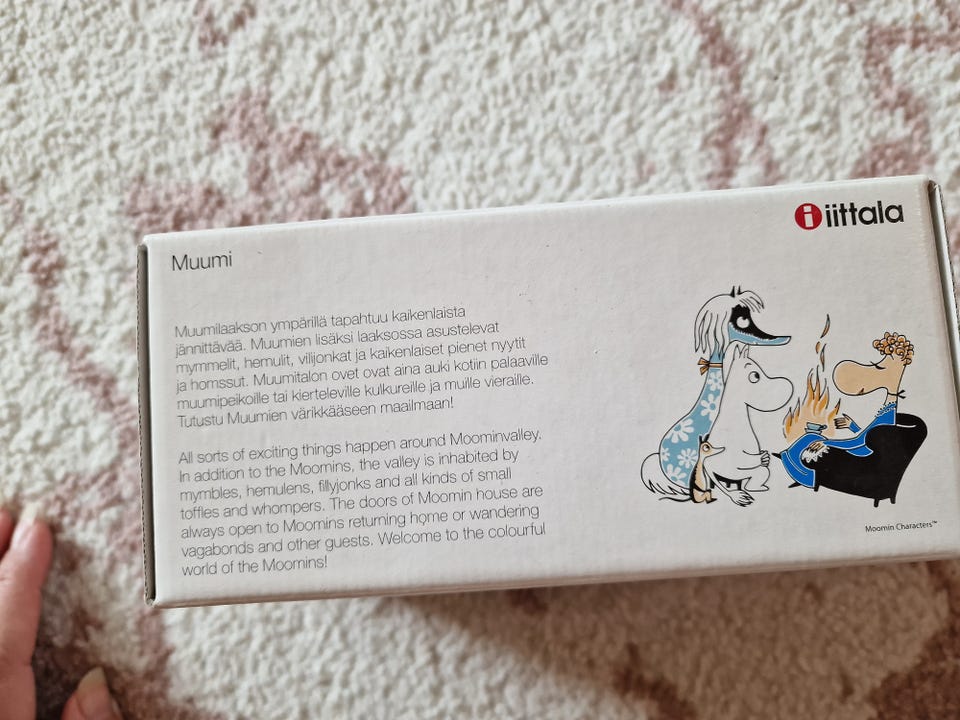 iittala
Muumi
Muumilaakson ympärillä tapahtuu kaikenlaista
jännittävää. Muumien lisäksi laaksossa asustelevat
mymmelit, hemulit, vilijonkat ja kaikenlaiset pienet nyytit
ja homssut. Muumitalon ovet ovat aina auki kotiin palaaville
muumipeikoille tai kierteleville kulkureille ja muille vieraille.
Tutustu Muumien värikkääseen maailmaan!
All sorts of exciting things happen around Moominvalley.
In addition to the Moomins, the valley is inhabited by
mymbles, hemulens, fillyjonks and all kinds of small
toffles and whompers. The doors of Moomin house are
always open to Moomins returning home or wandering
vagabonds and other guests. Welcome to the colourful
world of the Moomins!
Moomin Characters™